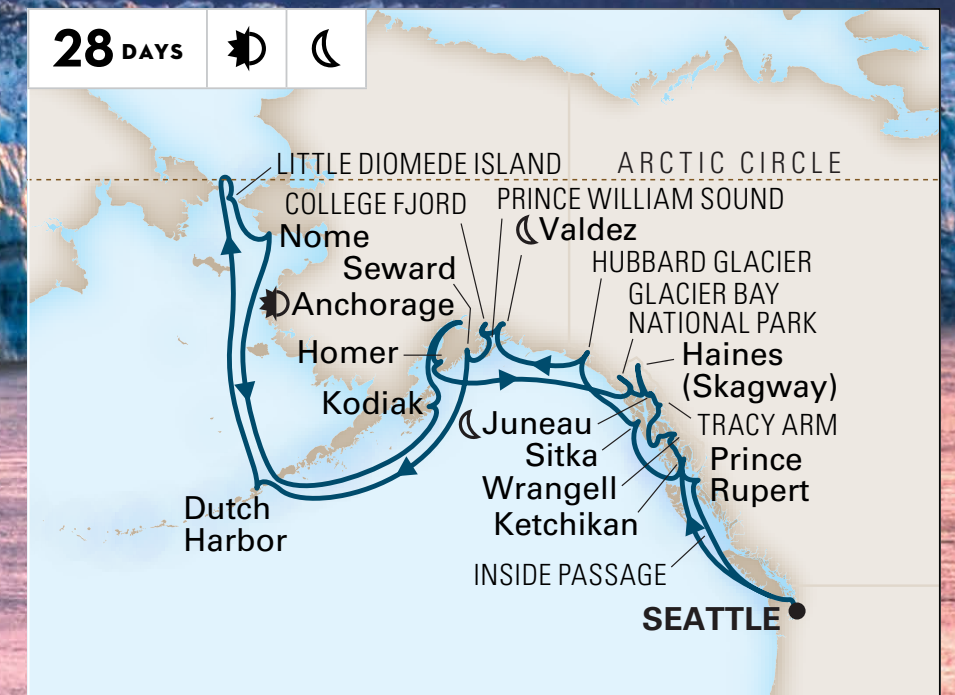 28 DAYS
LITTLE DIOMEDE ISLAND
ARCTIC CIRCLE
COLLEGE FJORD
PRINCE WILLIAM SOUND
Nome
Valdez
Seward
HUBBARD GLACIER
Anchorage
GLACIER BAY
NATIONAL PARK
Homer
Haines
(Skagway)
Kodiak
Juneau
TRACY ARM
Sitka
Prince
Rupert
Wrangell
Ketchikan
Dutch
Harbor
INSIDE PASSAGE
SEATTLE